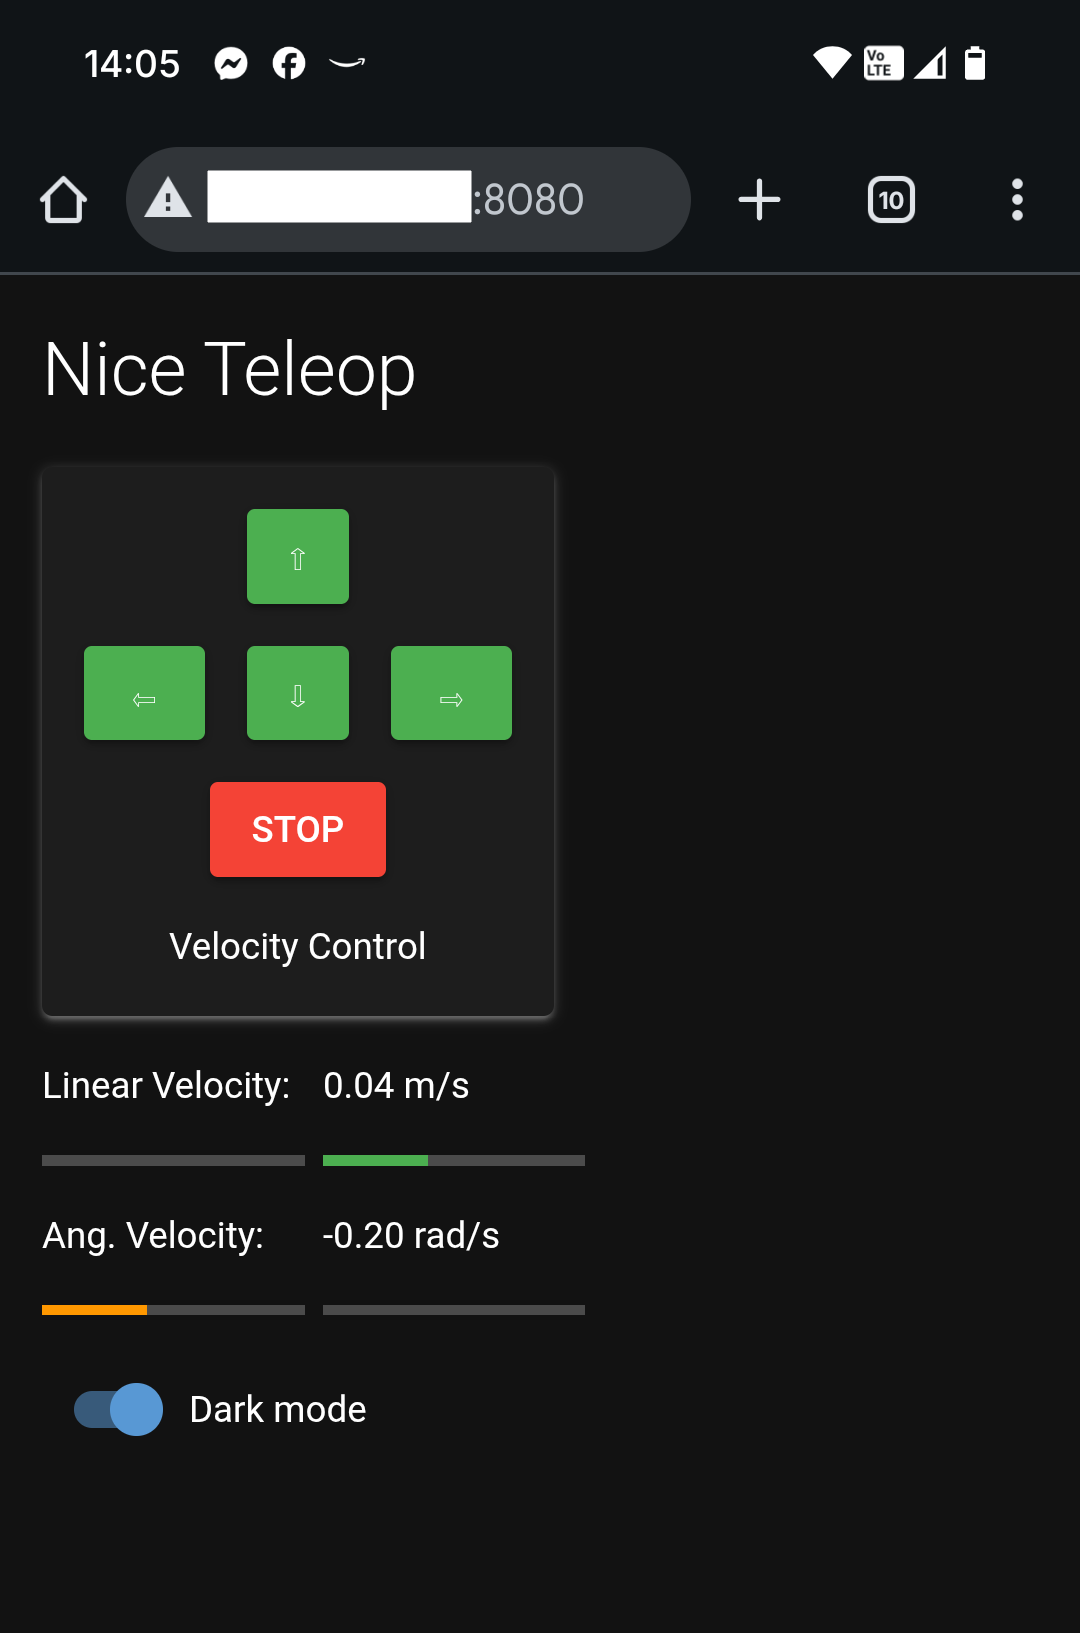 14:05
Vo
LTE
:8080
10
Nice Teleop
⇧
⇦ ⇩ ⇨
STOP
Velocity Control
Linear Velocity: 0.04 m/s
Ang. Velocity: -0.20 rad/s
Dark mode